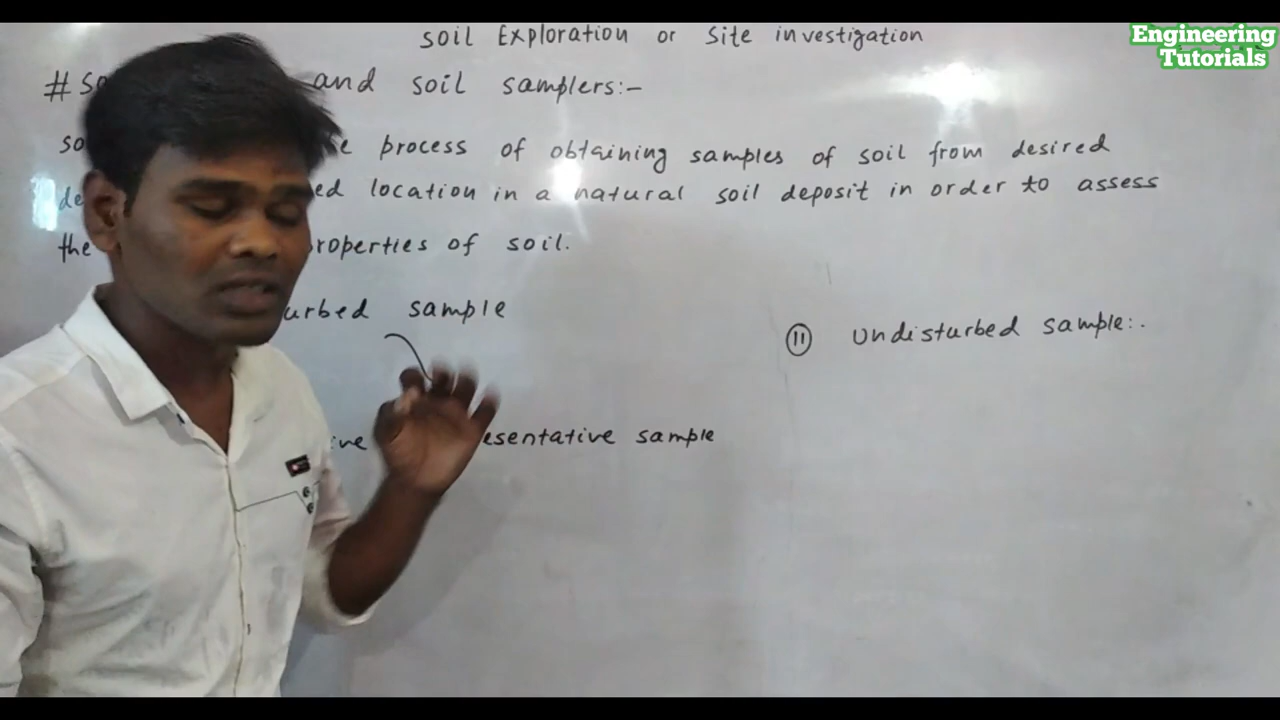 soil Exploration or site investigation
Engineering
Tutorials
# so and soil samplers:-
so e process of obtaining samples of soil from desired
de ed location in a natural soil deposit in order to assess
the roperties of soil.
urbed sample
11 undisturbed sample:.
ive esentative sample